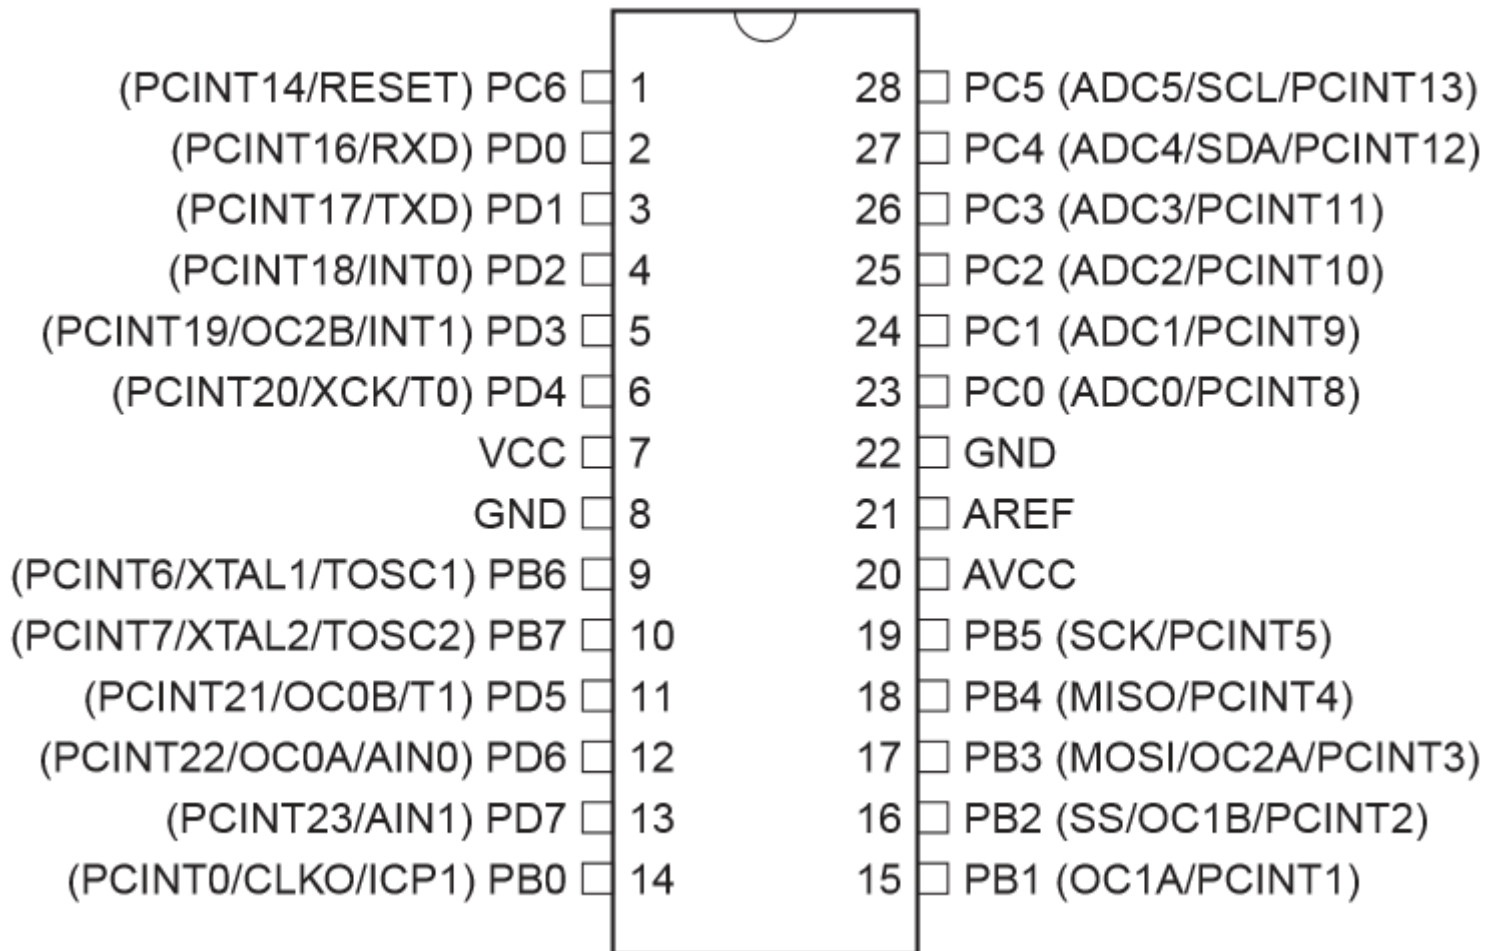 (PCINT14/RESET) PC6 1 28 PC5 (ADC5/SCL/PCINT13)
(PCINT16/RXD) PD0 2 27 PC4 (ADC4/SDA/PCINT12)
(PCINT17/TXD) PD1 3 26 PC3 (ADC3/PCINT11)
(PCINT18/INT0) PD2 4 25 PC2 (ADC2/PCINT10)
(PCINT19/OC2B/INT1) PD3 5 24 PC1 (ADC1/PCINT9)
(PCINT20/XCK/T0) PD4 6 23 PC0 (ADC0/PCINT8)
VCC 7 22 GND
GND 8 21 AREF
(PCINT6/XTAL1/TOSC1) PB6 9 20 AVCC
(PCINT7/XTAL2/TOSC2) PB7 10 19 PB5 (SCK/PCINT5)
(PCINT21/OC0B/T1) PD5 11 18 PB4 (MISO/PCINT4)
(PCINT22/OC0A/AIN0) PD6 12 17 PB3 (MOSI/OC2A/PCINT3)
(PCINT23/AIN1) PD7 13 16 PB2 (SS/OC1B/PCINT2)
(PCINT0/CLKO/ICP1) PB0 14 15 PB1 (OC1A/PCINT1)